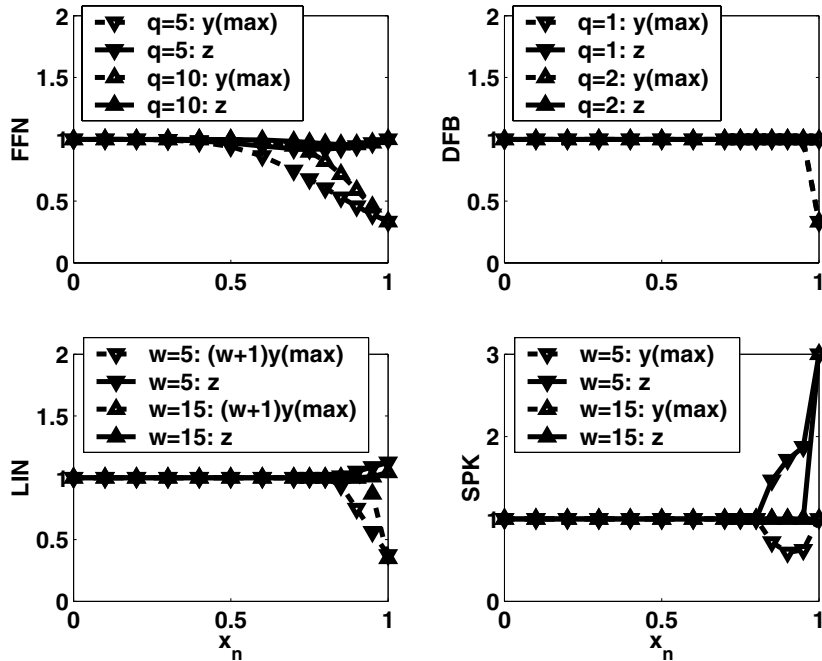 2
1.5
1
0.5
0
0
0.5
1
FFN
q=5: y(max)
q=5: z
q=10: y(max)
q=10: z
2
1.5
1
0.5
0
0
0.5
1
DFB
q=1: y(max)
q=1: z
q=2: y(max)
q=2: z
2
1.5
1
0.5
0
0
0.5
1
LIN
x_n
w=5: (w+1)y(max)
w=5: z
w=15: (w+1)y(max)
w=15: z
3
2
1
0
0
0.5
1
SPK
x_n
w=5: y(max)
w=5: z
w=15: y(max)
w=15: z